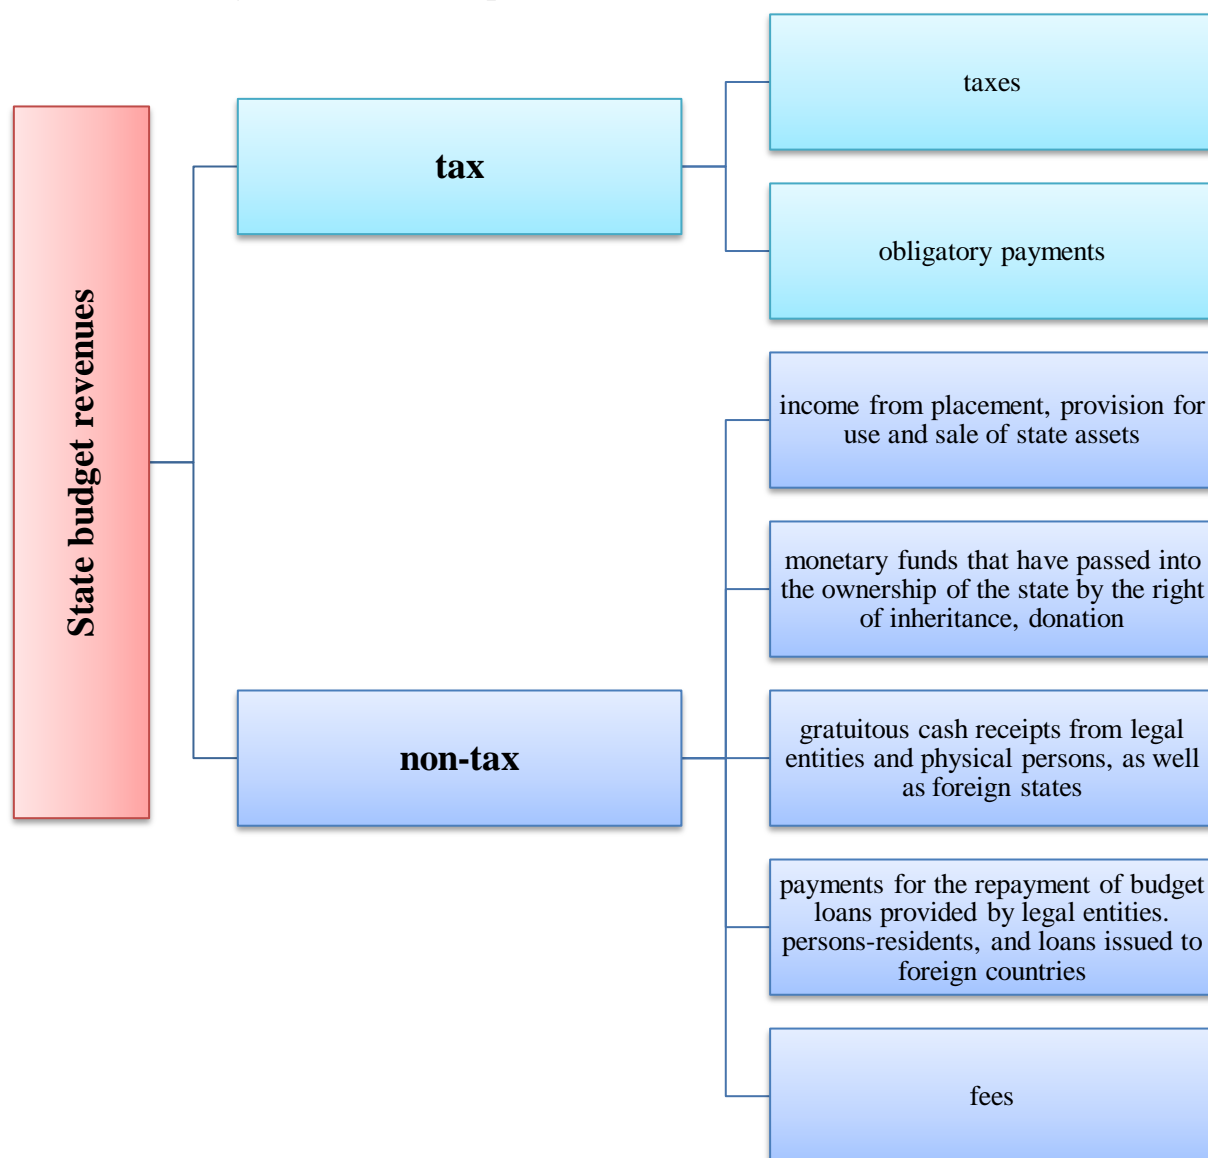 State budget revenues
tax
taxes
obligatory payments
non-tax
income from placement, provision for
use and sale of state assets
monetary funds that have passed into
the ownership of the state by the right
of inheritance, donation
gratuitous cash receipts from legal
entities and physical persons, as well
as foreign states
payments for the repayment of budget
loans provided by legal entities.
persons-residents, and loans issued to
foreign countries
fees